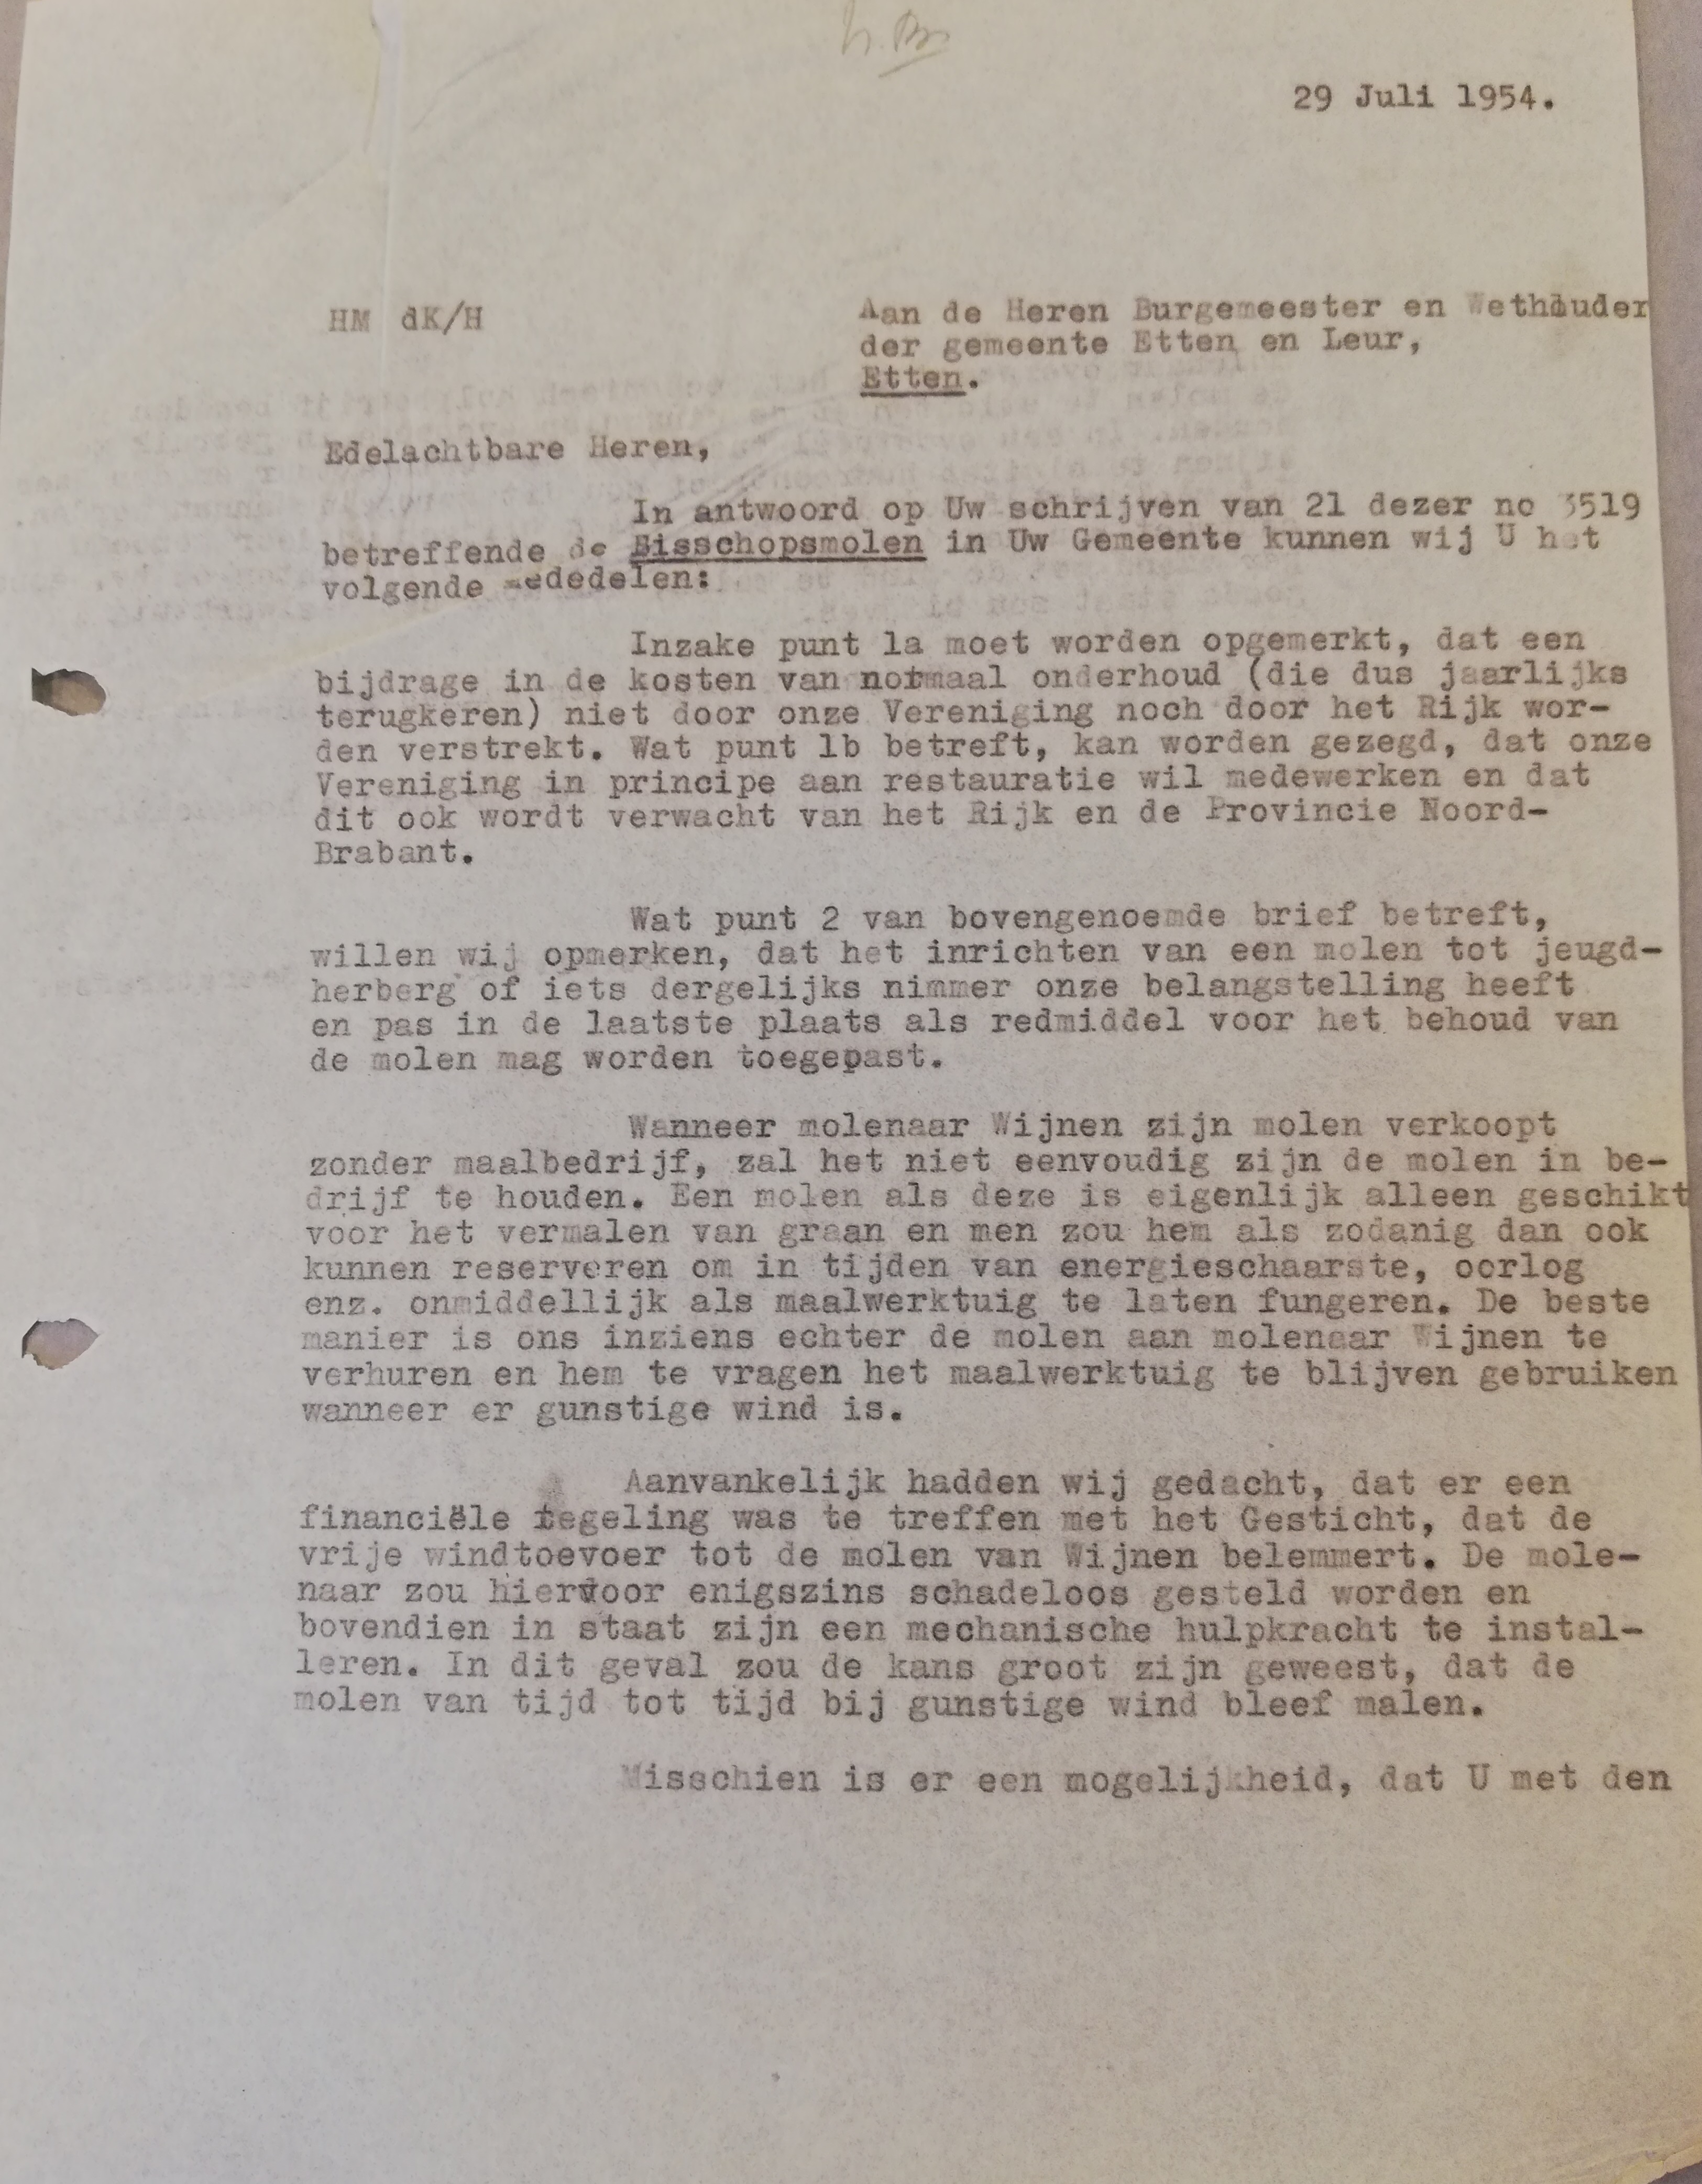 29 Juli 1954.
HM dK/H
Aan de Heren Burgemeester en Wethouder
der gemeente Etten en Leur,
Etten.
Edelachtbare Heren,
In antwoord op Uw schrijven van 21 dezer no 3519
betreffende de Bisschopsmolen in Uw Gemeente kunnen wij U het
volgende mededelen:
Inzake punt 1a moet worden opgemerkt, dat een
bijdrage in de kosten van normaal onderhoud (die dus jaarlijks
terugkeren) niet door onze Vereniging noch door het Rijk wor-
den verstrekt. Wat punt 1b betreft, kan worden gezegd, dat onze
Vereniging in principe aan restauratie wil medewerken en dat
dit ook wordt verwacht van het Rijk en de Provincie Noord-
Brabant.
Wat punt 2 van bovengenoemde brief betreft,
willen wij opmerken, dat het inrichten van een molen tot jeugd-
herberg of iets dergelijks nimmer onze belangstelling heeft
en pas in de laatste plaats als redmiddel voor het behoud van
de molen mag worden toegepast.
Wanneer molenaar Wijnen zijn molen verkoopt
zonder maalbedrijf, zal het niet eenvoudig zijn de molen in be-
drijf te houden. Een molen als deze is eigenlijk alleen geschikt
voor het vermalen van graan en men zou hem als zodanig dan ook
kunnen reserveren om in tijden van energieschaarste, oorlog
enz. onmiddellijk als maalwerktuig te laten fungeren. De beste
manier is ons inziens echter de molen aan molenaar Wijnen te
verhuren en hem te vragen het maalwerktuig te blijven gebruiken
wanneer er gunstige wind is.
Aanvankelijk hadden wij gedacht, dat er een
financiële regeling was te treffen met het Gesticht, dat de
vrije windtoevoer tot de molen van Wijnen belemmert. De mole-
naar zou hiervoor enigszins schadeloos gesteld worden en
bovendien in staat zijn een mechanische hulpkracht te instal-
leren. In dit geval zou de kans groot zijn geweest, dat de
molen van tijd tot tijd bij gunstige wind bleef malen.
Misschien is er een mogelijkheid, dat U met den